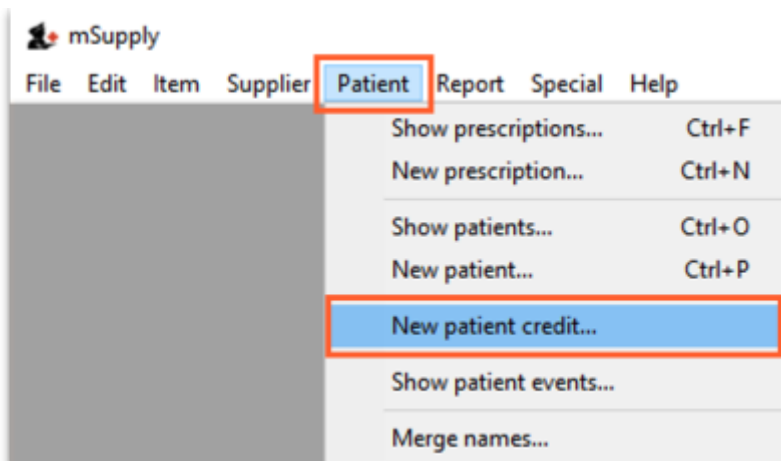 mSupply
File Edit Item Supplier Patient Report Special Help
Show prescriptions... Ctrl+F
New prescription... Ctrl+N
Show patients... Ctrl+O
New patient... Ctrl+P
New patient credit...
Show patient events...
Merge names...